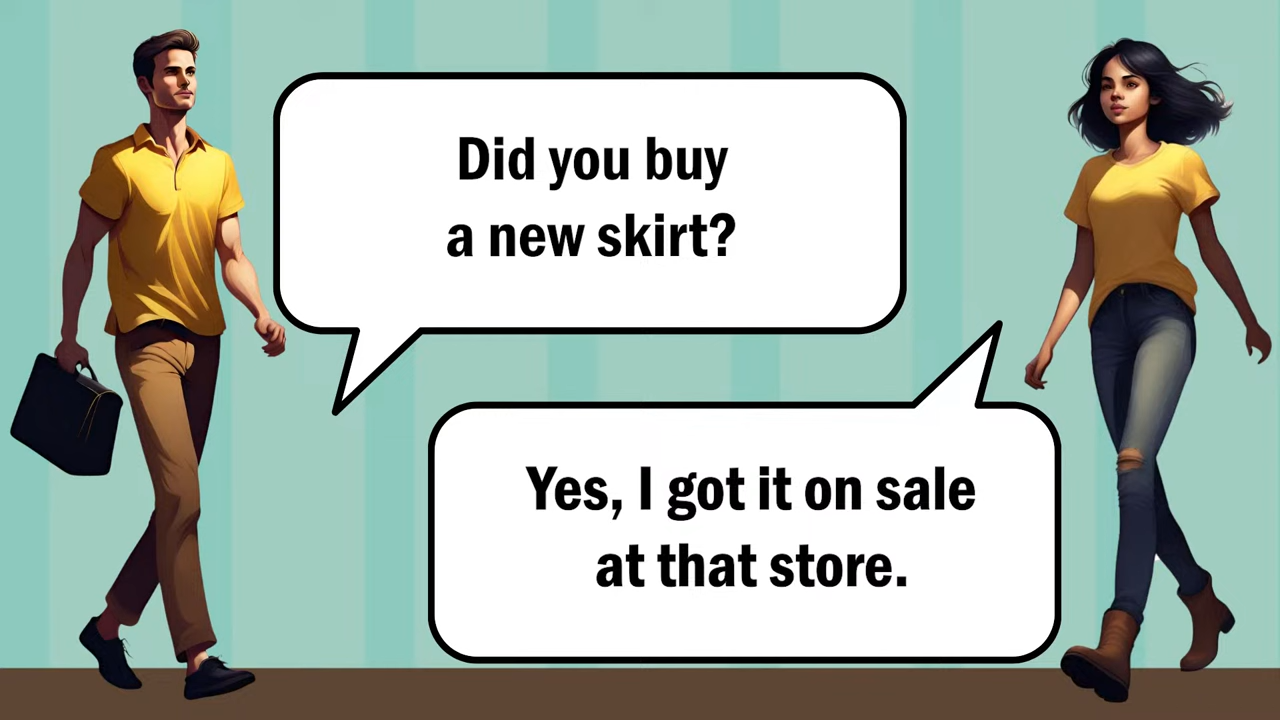 Did you buy
a new skirt?
Yes, I got it on sale
at that store.